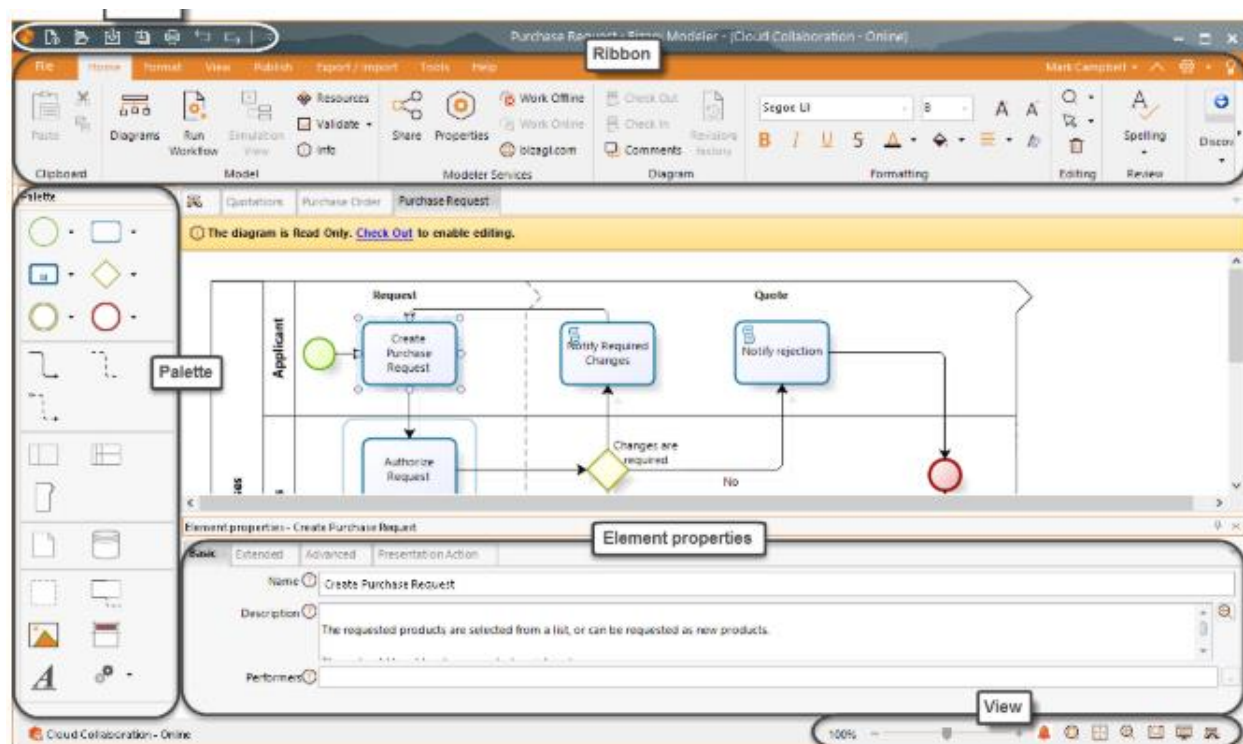 Purchase Request - Bizagi Modeler - [Cloud Collaboration - Online]
Ribbon
File Home Format View Publish Export / Import Tools Help Mark Campbell
Paste Diagrams Run Workflow Simulation View Resources Validate Info Share Properties Work Offline Work Online bizagi.com Check Out Check In Comments Revisions history Segoe UI 8 A A B I U S A Spelling Discov
Clipboard Model Modeler Services Diagram Formatting Editing Review
Palette
Quotations Purchase Order Purchase Request
The diagram is Read Only. Check Out to enable editing.
Request Quote
Applicant
Create Purchase Request
Notify Required Changes
Notify rejection
Palette
Authorize Request
Changes are required
No
Element properties - Create Purchase Request
Element properties
Basic Extended Advanced Presentation Action
Name Create Purchase Request
Description
The requested products are selected from a list, or can be requested as new products.
Performers
View
Cloud Collaboration - Online 100%